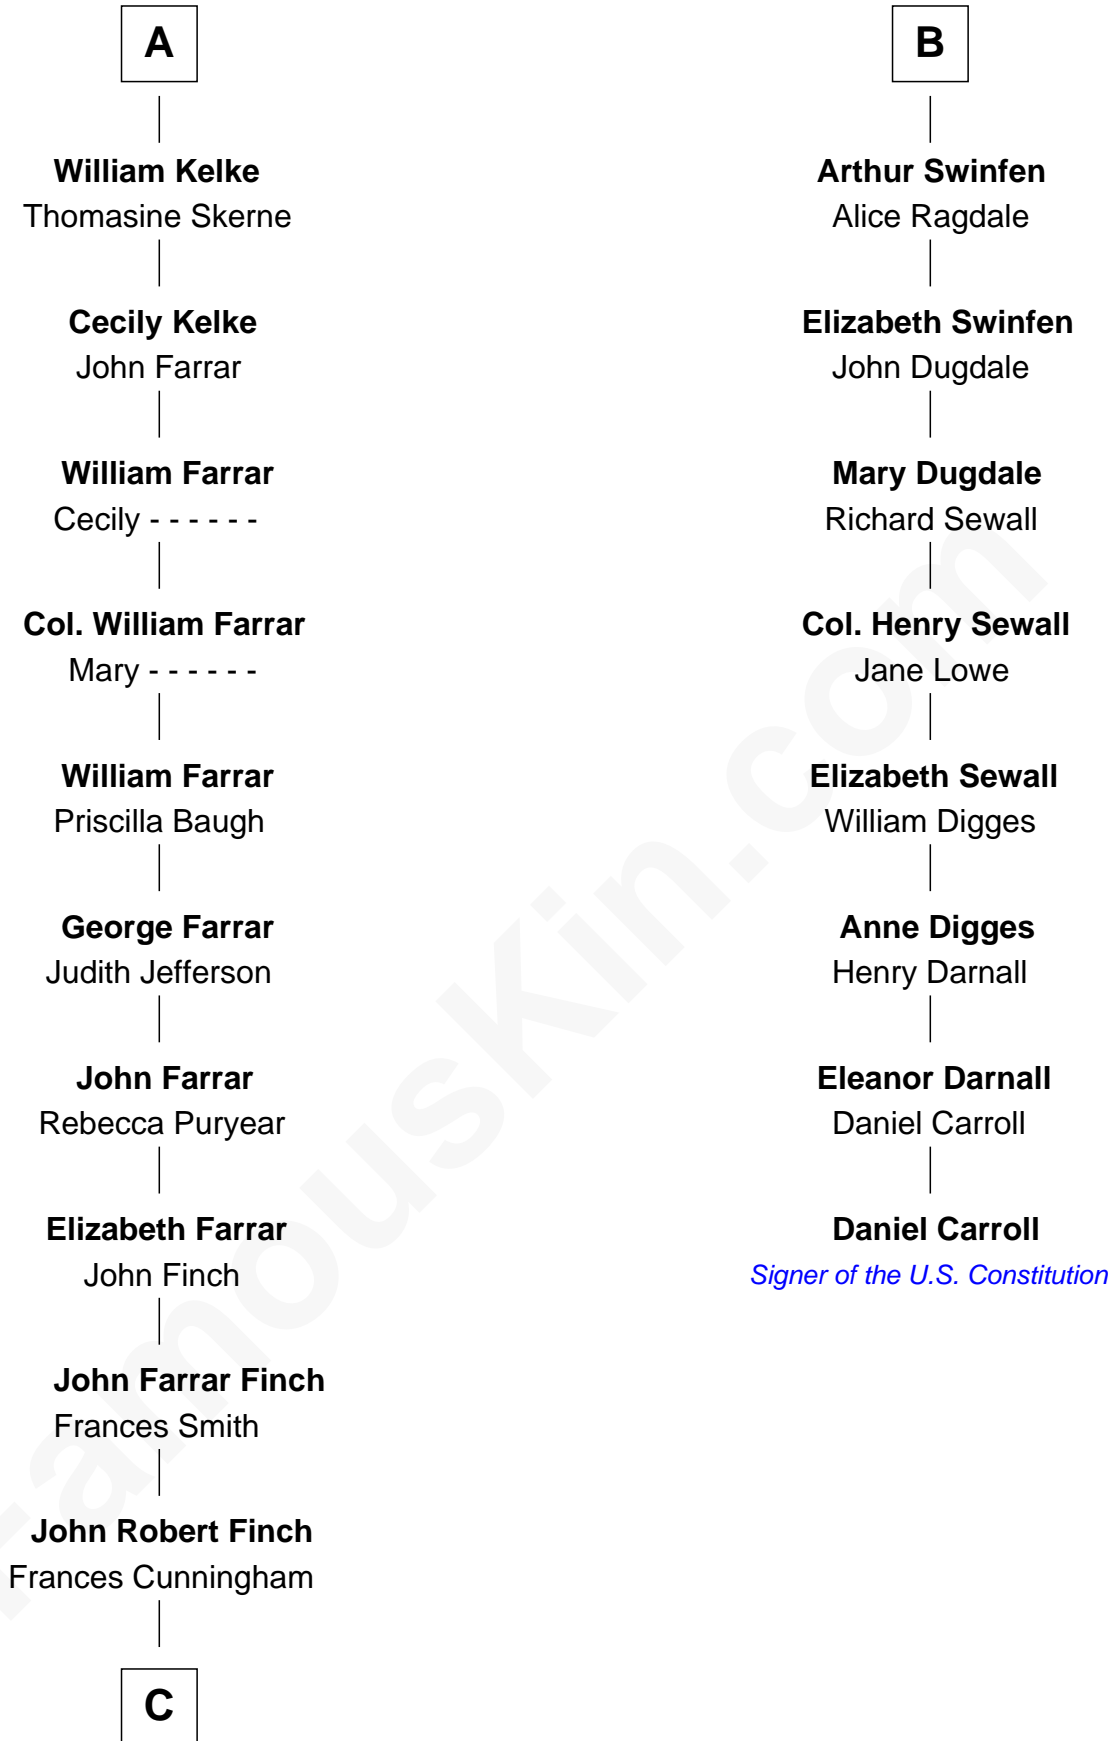 A
William Kelke
Thomasine Skerne
Cecily Kelke
John Farrar
William Farrar
Cecily - - - - - -
Col. William Farrar
Mary - - - - - -
William Farrar
Priscilla Baugh
George Farrar
Judith Jefferson
John Farrar
Rebecca Puryear
Elizabeth Farrar
John Finch
John Farrar Finch
Frances Smith
John Robert Finch
Frances Cunningham
C
B
Arthur Swinfen
Alice Ragdale
Elizabeth Swinfen
John Dugdale
Mary Dugdale
Richard Sewall
Col. Henry Sewall
Jane Lowe
Elizabeth Sewall
William Digges
Anne Digges
Henry Darnall
Eleanor Darnall
Daniel Carroll
Daniel Carroll
Signer of the U.S. Constitution
FamousKin.com